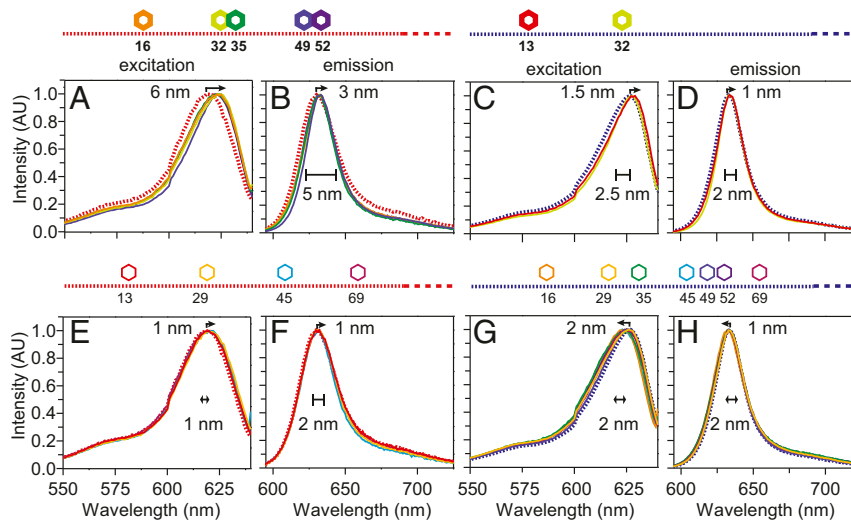 16 32 35 49 52 13 32
excitation emission excitation emission
A 6 nm B 3 nm C 1.5 nm D 1 nm
5 nm 2.5 nm 2 nm
Intensity (AU)
1.0
0.8
0.6
0.4
0.2
0.0
13 29 45 69 16 29 35 45 49 52 69
E 1 nm F 1 nm G 2 nm H 1 nm
1 nm 2 nm 2 nm 2 nm
Intensity (AU)
1.0
0.8
0.6
0.4
0.2
0.0
550 575 600 625 600 650 700 550 575 600 625 600 650 700
Wavelength (nm) Wavelength (nm) Wavelength (nm) Wavelength (nm)